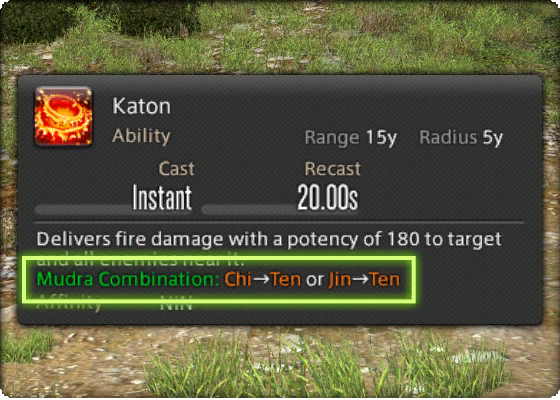 Katon
Ability
Range 15y Radius 5y
Cast Recast
Instant 20.00s
Delivers fire damage with a potency of 180 to target
and all enemies near it.
Mudra Combination: Chi→Ten or Jin→Ten
Affinity NIN